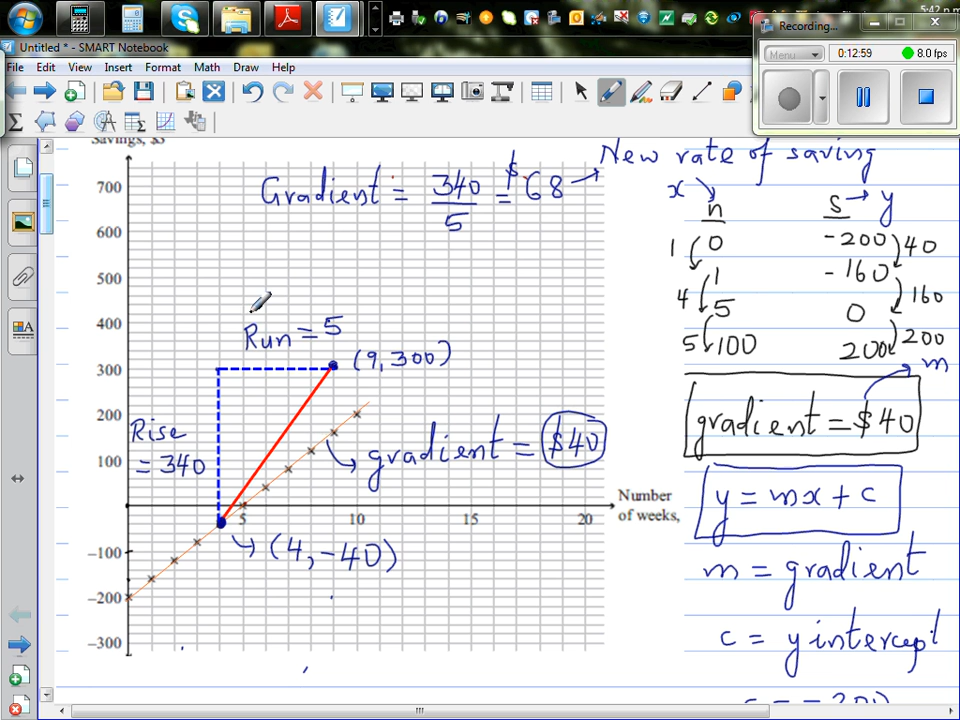 5:42 p.m
Recording...
Menu
0:12:59
8.0 fps
Untitled * - SMART Notebook
File Edit View Insert Format Math Draw Help
Savings, $S
700
600
500
400
300
200
100
-100
-200
-300
5
10
15
20
Number
of weeks,
Gradient = 340/5 = $68
New rate of saving
Run = 5
(9, 300)
Rise
= 340
gradient = $40
(4, -40)
x
n
s → y
0 -200
1 -160
5 0
100 200
1
4
5
40
160
200
m
gradient = $40
y = mx + c
m = gradient
c = y intercept